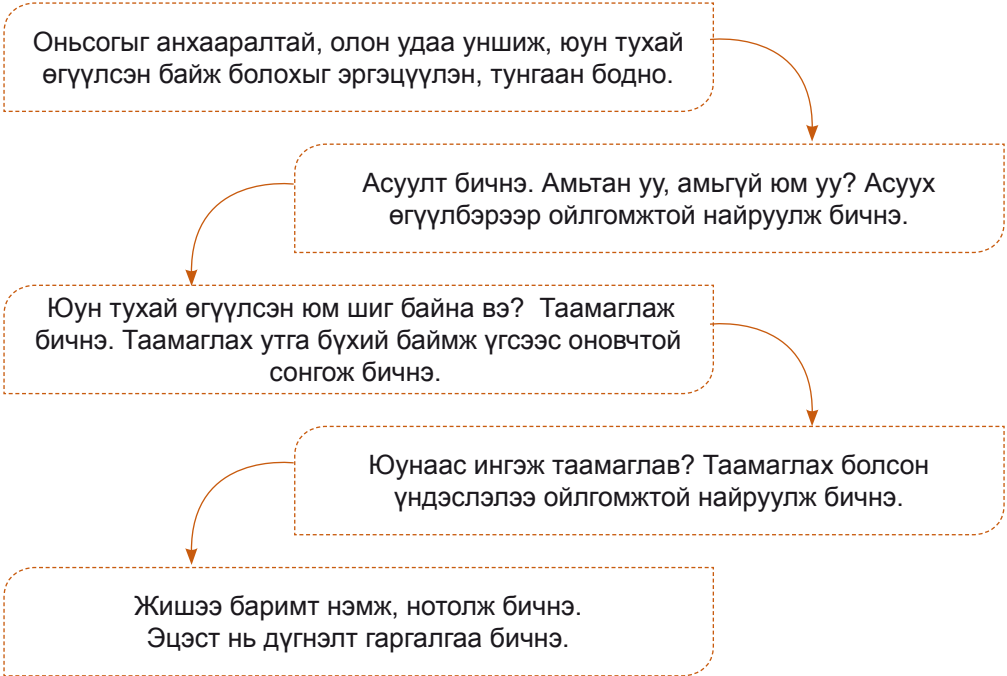 Оньсогыг анхааралтай, олон удаа уншиж, юун тухай
өгүүлсэн байж болохыг эргэцүүлэн, тунгаан бодно.
Асуулт бичнэ. Амьтан уу, амьгүй юм уу? Асуух
өгүүлбэрээр ойлгомжтой найруулж бичнэ.
Юун тухай өгүүлсэн юм шиг байна вэ? Таамаглаж
бичнэ. Таамаглах утга бүхий баймж үгсээс оновчтой
сонгож бичнэ.
Юунаас ингэж таамаглав? Таамаглах болсон
үндэслэлээ ойлгомжтой найруулж бичнэ.
Жишээ баримт нэмж, нотолж бичнэ.
Эцэст нь дүгнэлт гаргалгаа бичнэ.